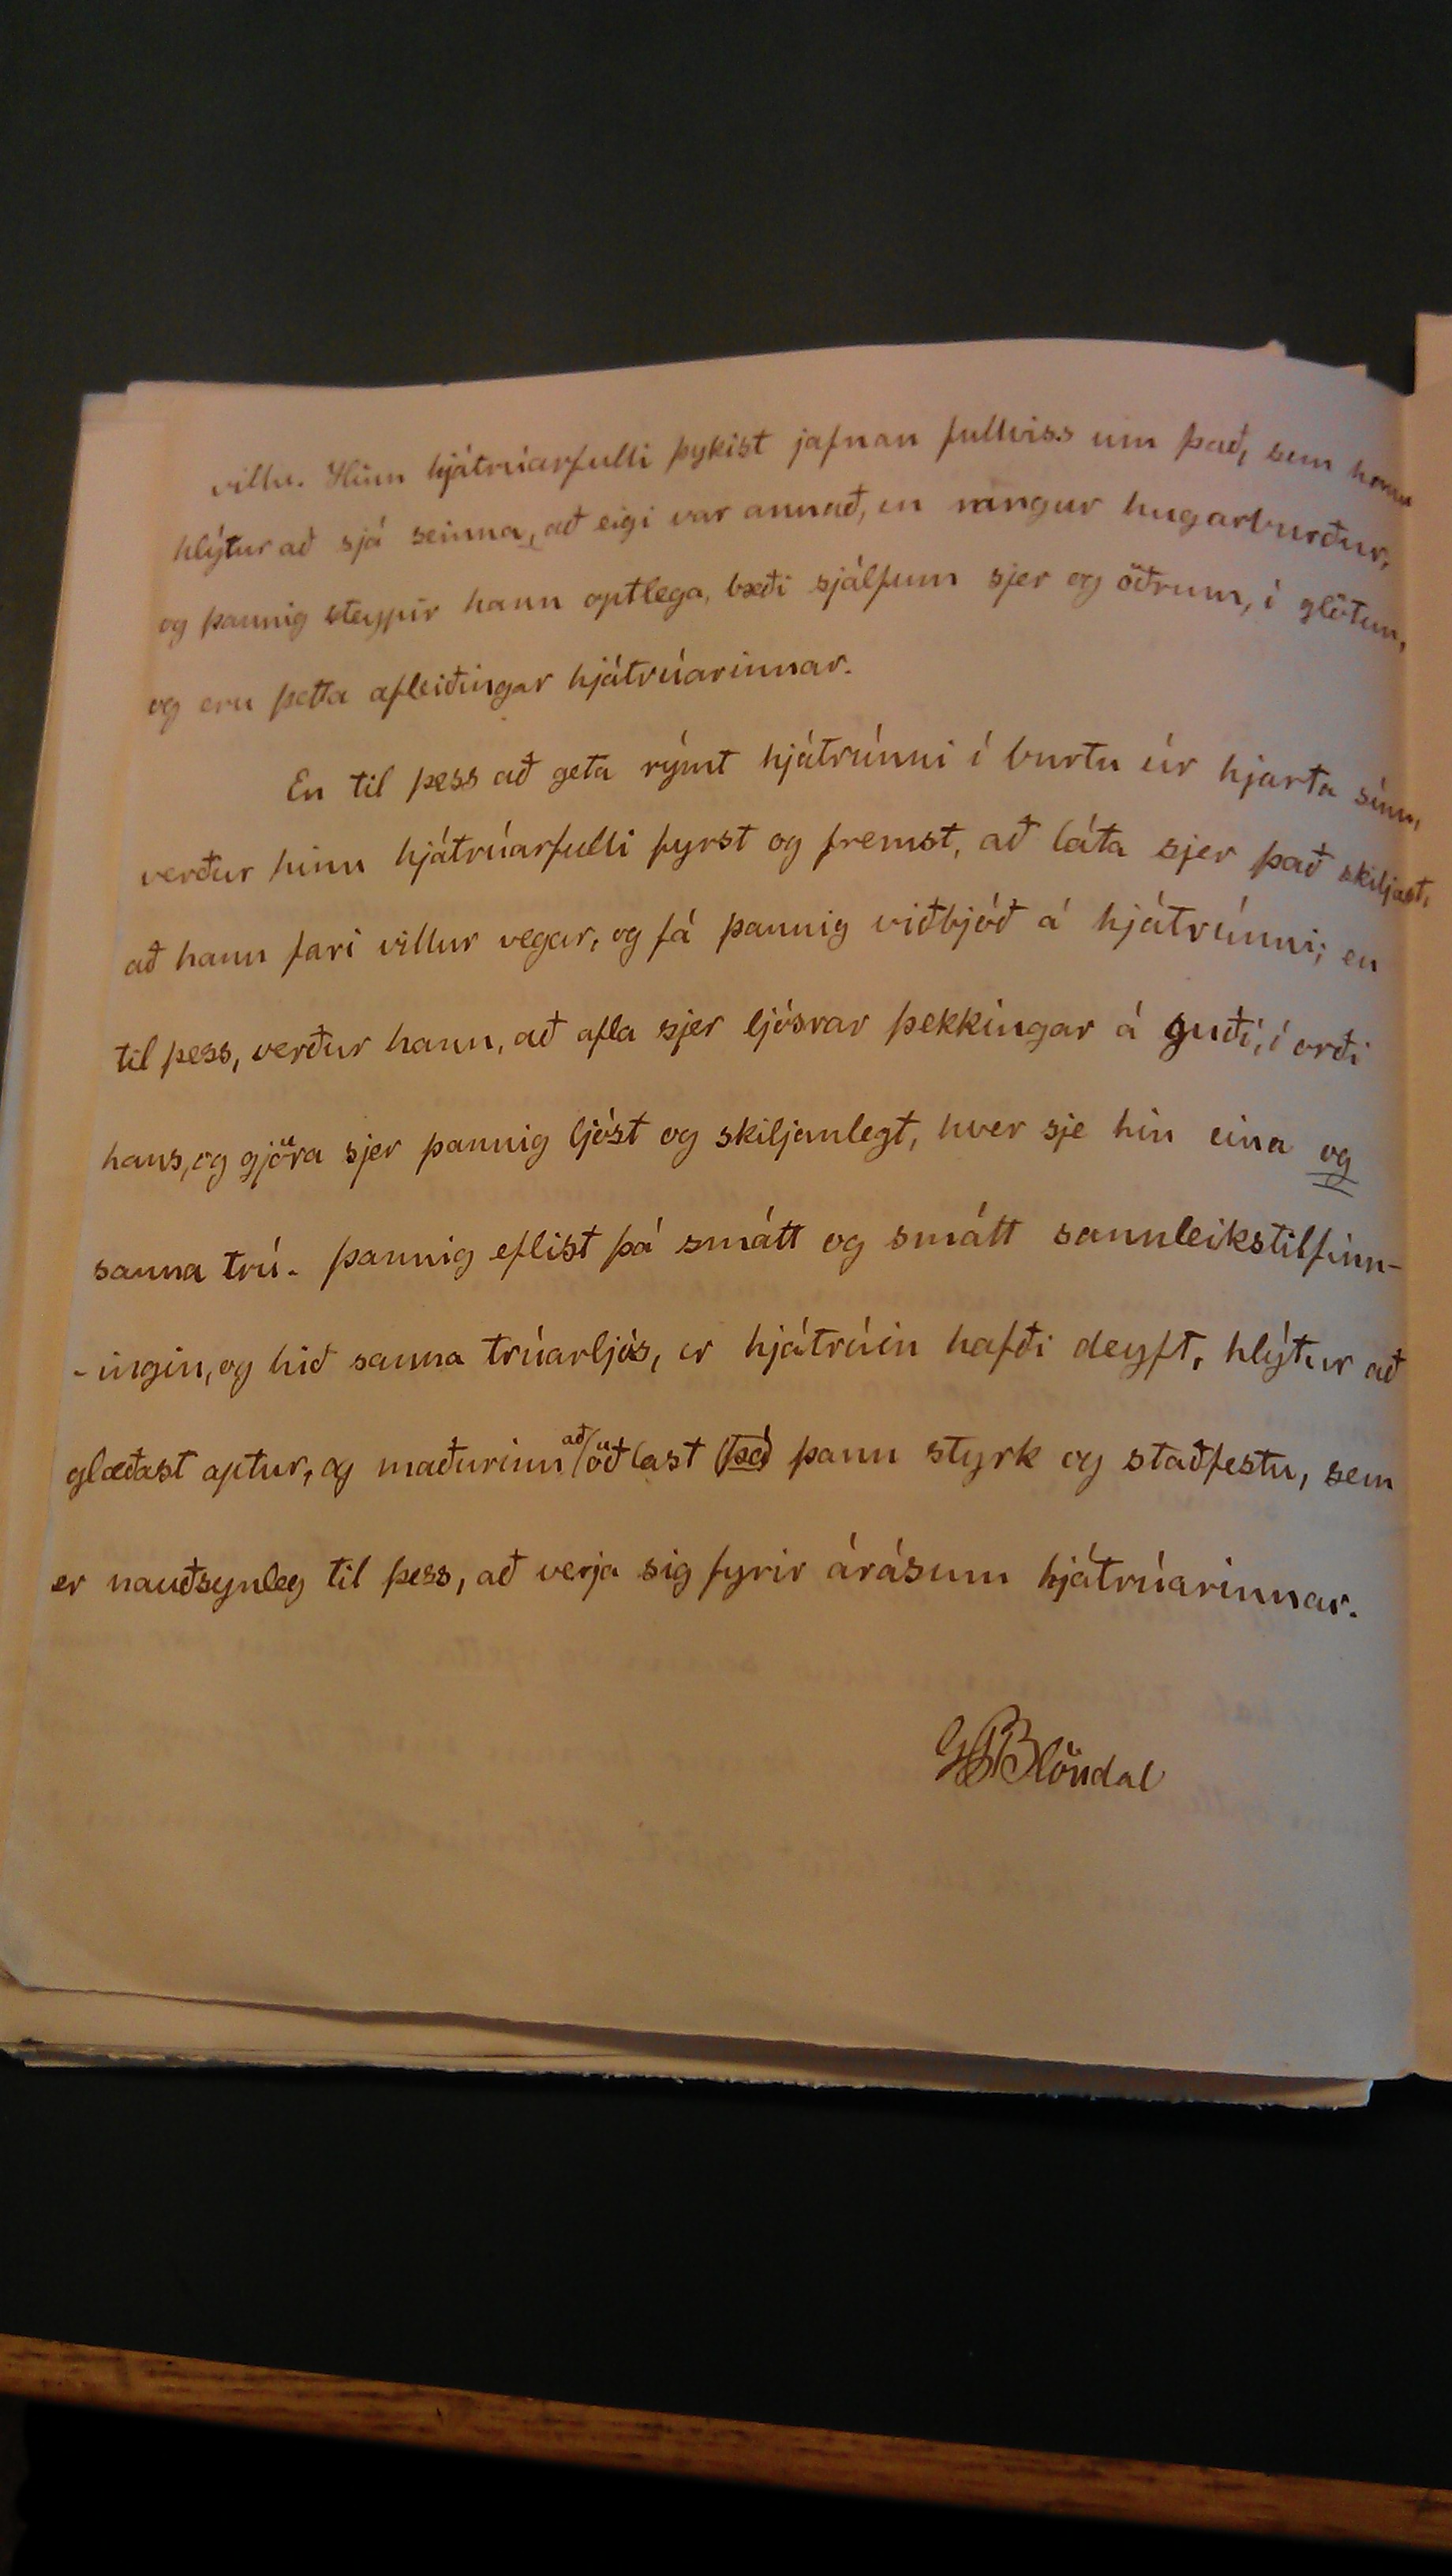 villu. Hinn hjátrúarfulli þykist jafnan fullviss um það, sem hann
hlýtur að sjá seinna, að eigi var annað, en rángur hugarburður,
og þannig steypir hann optlega, bæði sjálfum sjer og öðrum, í glötun,
og eru þetta afleiðingar hjátrúarinnar.
En til þess að geta rýmt hjátrúnni í burtu úr hjarta sínu,
verður hinn hjátrúarfulli fyrst og fremst, að láta sjer það skiljast,
að hann fari villur vegar, og fá þannig viðbjóð á hjátrúnni; en
til þess, verður hann, að afla sjer ljósrar þekkingar á guði, í orði
hans, og gjöra sjer þannig ljóst og skiljanlegt, hver sje hin eina og
sanna trú. Þannig eflist þá smátt og smátt sannleikstilfinn-
-ingin, og hið sanna trúarljós, er hjátrúin hafði deyft, hlýtur að
glæðast aptur, og maðurinn að öðlast það þann styrk og staðfestu, sem
er nauðsynleg til þess, að verja sig fyrir árásum hjátrúarinnar.
Blöndal